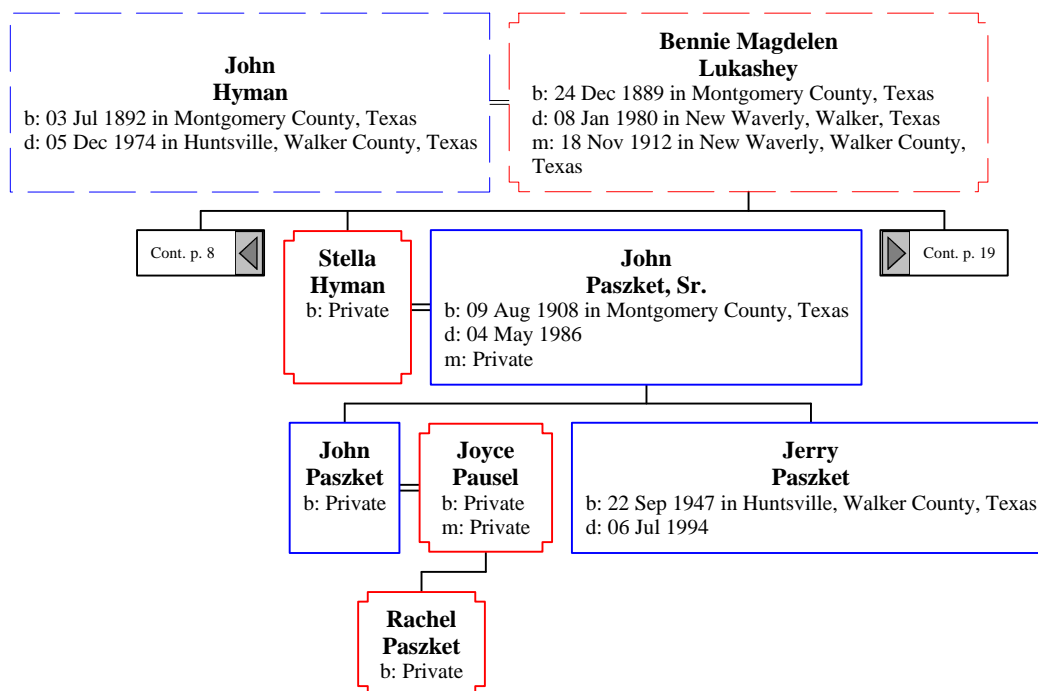 John
Hyman
b: 03 Jul 1892 in Montgomery County, Texas
d: 05 Dec 1974 in Huntsville, Walker County, Texas
Bennie Magdelen
Lukashey
b: 24 Dec 1889 in Montgomery County, Texas
d: 08 Jan 1980 in New Waverly, Walker, Texas
m: 18 Nov 1912 in New Waverly, Walker County,
Texas
Cont. p. 8
Stella
Hyman
b: Private
John
Paszket, Sr.
b: 09 Aug 1908 in Montgomery County, Texas
d: 04 May 1986
m: Private
Cont. p. 19
John
Paszket
b: Private
Joyce
Pausel
b: Private
m: Private
Jerry
Paszket
b: 22 Sep 1947 in Huntsville, Walker County, Texas
d: 06 Jul 1994
Rachel
Paszket
b: Private